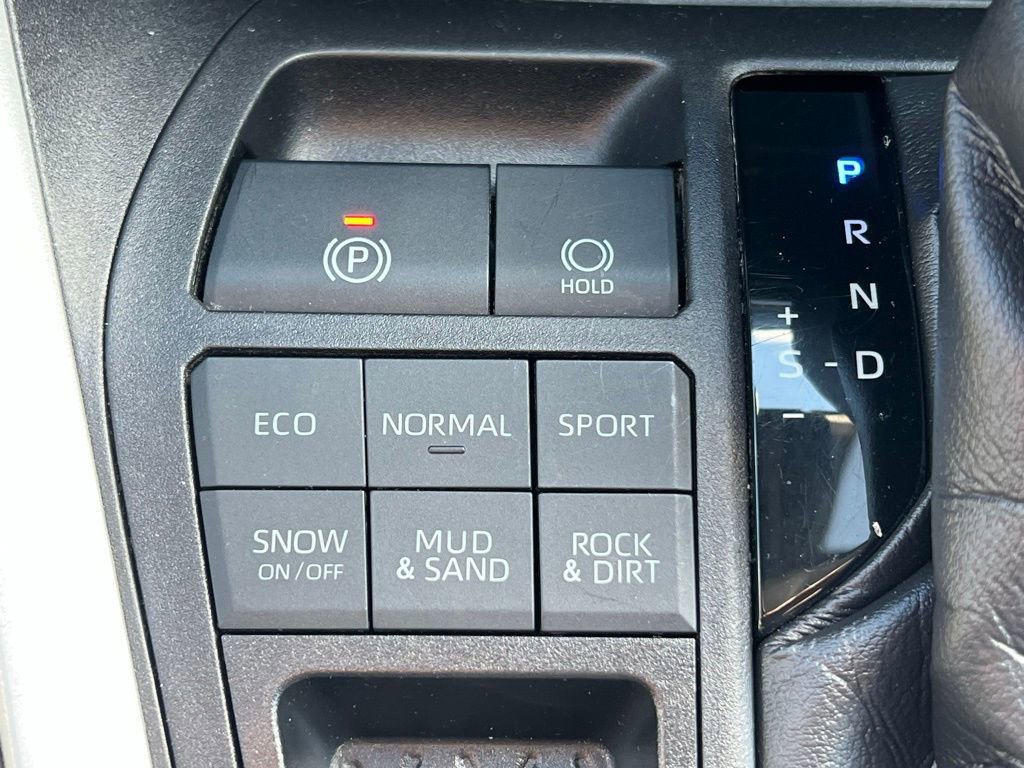 P
HOLD
ECO
NORMAL
SPORT
SNOW
ON/OFF
MUD
& SAND
ROCK
& DIRT
P
R
N
+
S - D
-